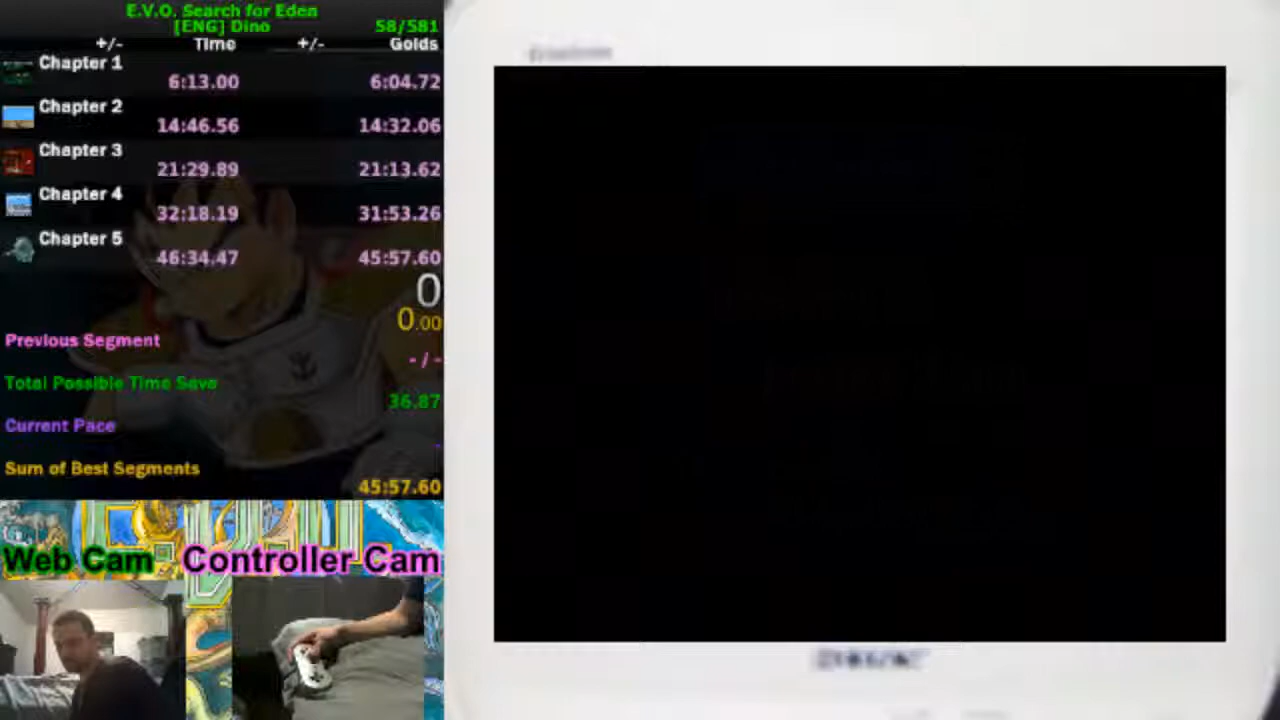 E.V.O. Search for Eden
[ENG] Dino 58/581
+/- Time +/- Golds
Chapter 1
6:13.00 6:04.72
Chapter 2
14:46.56 14:32.06
Chapter 3
21:29.89 21:13.62
Chapter 4
32:18.19 31:53.26
Chapter 5
46:34.47 45:57.60
0
0.00
Previous Segment
- / -
Total Possible Time Save
36.87
Current Pace
-
Sum of Best Segments
45:57.60
Web Cam Controller Cam